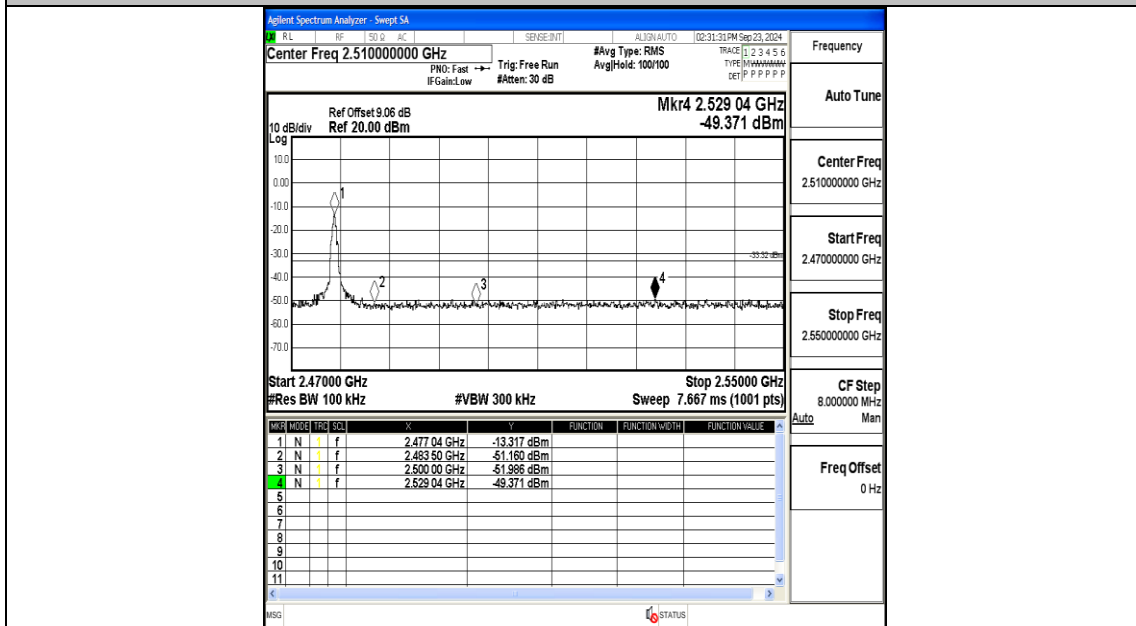 Agilent Spectrum Analyzer - Swept SA
RL RF 50 Ω AC SENSE:INT ALIGN AUTO 02:31:31 PM Sep 23, 2024
Center Freq 2.510000000 GHz #Avg Type: RMS TRACE 1 2 3 4 5 6
PNO: Fast Trig: Free Run Avg|Hold: 100/100 TYPE MWWWWW
IFGain:Low #Atten: 30 dB DET P P P P P P
Mkr4 2.529 04 GHz
-49.371 dBm
Ref Offset 9.06 dB
10 dB/div Ref 20.00 dBm
Log
10.0
0.00
-10.0
-20.0
-30.0
-40.0
-50.0
-60.0
-70.0
1
2
3
4
-33.32 dBm
Start 2.47000 GHz Stop 2.55000 GHz
#Res BW 100 kHz #VBW 300 kHz Sweep 7.667 ms (1001 pts)
MKR MODE TRC SCL X Y FUNCTION FUNCTION WIDTH FUNCTION VALUE
1 N 1 f 2.477 04 GHz -13.317 dBm
2 N 1 f 2.483 50 GHz -51.160 dBm
3 N 1 f 2.500 00 GHz -51.986 dBm
4 N 1 f 2.529 04 GHz -49.371 dBm
5
6
7
8
9
10
11
MSG STATUS
Frequency
Auto Tune
Center Freq
2.510000000 GHz
Start Freq
2.470000000 GHz
Stop Freq
2.550000000 GHz
CF Step
8.000000 MHz
Auto Man
Freq Offset
0 Hz